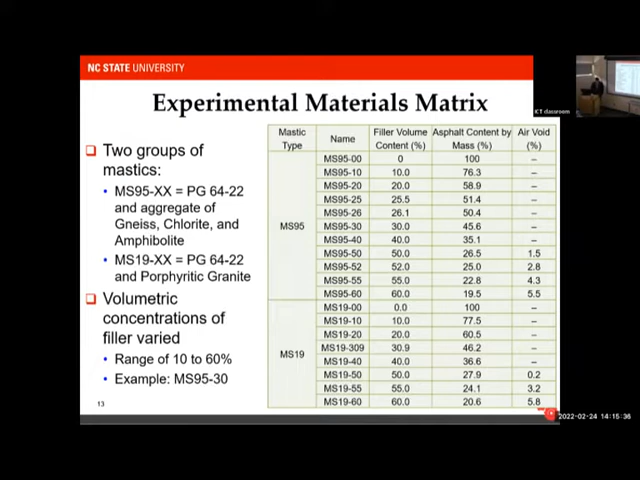 NC STATE UNIVERSITY
Experimental Materials Matrix
Two groups of
mastics:
MS95-XX = PG 64-22
and aggregate of
Gneiss, Chlorite, and
Amphibolite
MS19-XX = PG 64-22
and Porphyritic Granite
Volumetric
concentrations of
filler varied
Range of 10 to 60%
Example: MS95-30
13
Mastic Type Name Filler Volume Content (%) Asphalt Content by Mass (%) Air Void (%)
MS95
MS95-00 0 100 –
MS95-10 10.0 76.3 –
MS95-20 20.0 58.9 –
MS95-25 25.5 51.4 –
MS95-26 26.1 50.4 –
MS95-30 30.0 45.6 –
MS95-40 40.0 35.1 –
MS95-50 50.0 26.5 1.5
MS95-52 52.0 25.0 2.8
MS95-55 55.0 22.8 4.3
MS95-60 60.0 19.5 5.5
MS19
MS19-00 0.0 100 –
MS19-10 10.0 77.5 –
MS19-20 20.0 60.5 –
MS19-309 30.9 46.2 –
MS19-40 40.0 36.6 –
MS19-50 50.0 27.9 0.2
MS19-55 55.0 24.1 3.2
MS19-60 60.0 20.6 5.8
classroom
2022-02-24 14:15:36